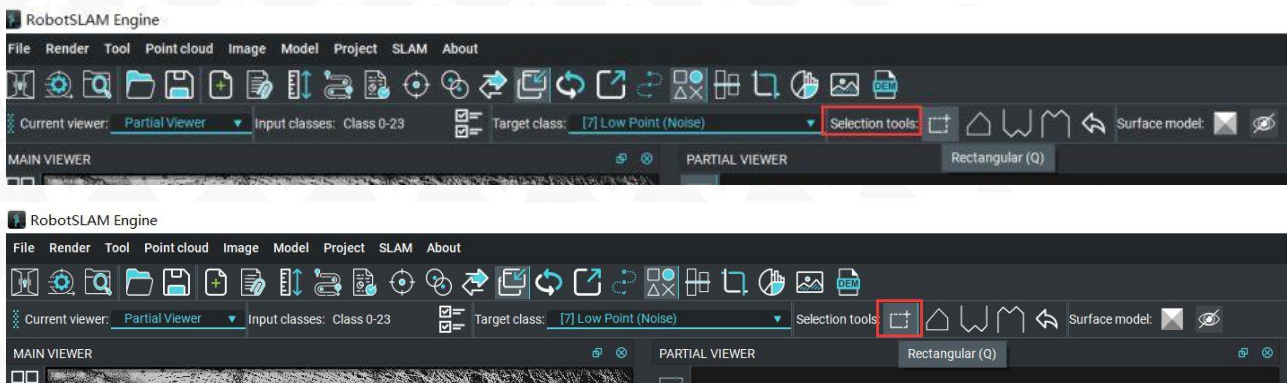 RobotSLAM Engine
File Render Tool Point cloud Image Model Project SLAM About
DEM
Current viewer: Partial Viewer Input classes: Class 0-23 Target class: [7] Low Point (Noise) Selection tools: Surface model:
MAIN VIEWER PARTIAL VIEWER Rectangular (Q)
RobotSLAM Engine
File Render Tool Point cloud Image Model Project SLAM About
DEM
Current viewer: Partial Viewer Input classes: Class 0-23 Target class: [7] Low Point (Noise) Selection tools: Surface model:
MAIN VIEWER PARTIAL VIEWER Rectangular (Q)